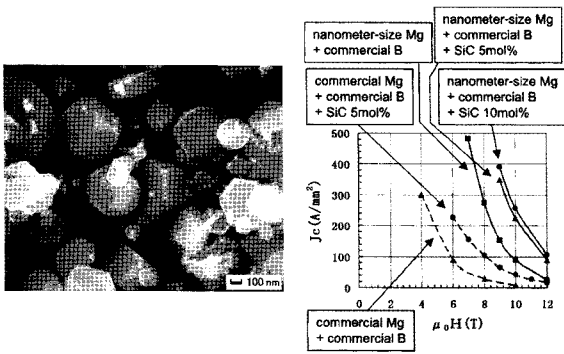 nanometer-size Mg
+ commercial B
nanometer-size Mg
+ commercial B
+ SiC 5mol%
commercial Mg
+ commercial B
+ SiC 5mol%
nanometer-size Mg
+ commercial B
+ SiC 10mol%
500
400
300
200
100
0
Jc (A/mm²)
0 2 4 6 8 10 12
μ₀H (T)
commercial Mg
+ commercial B
100 nm